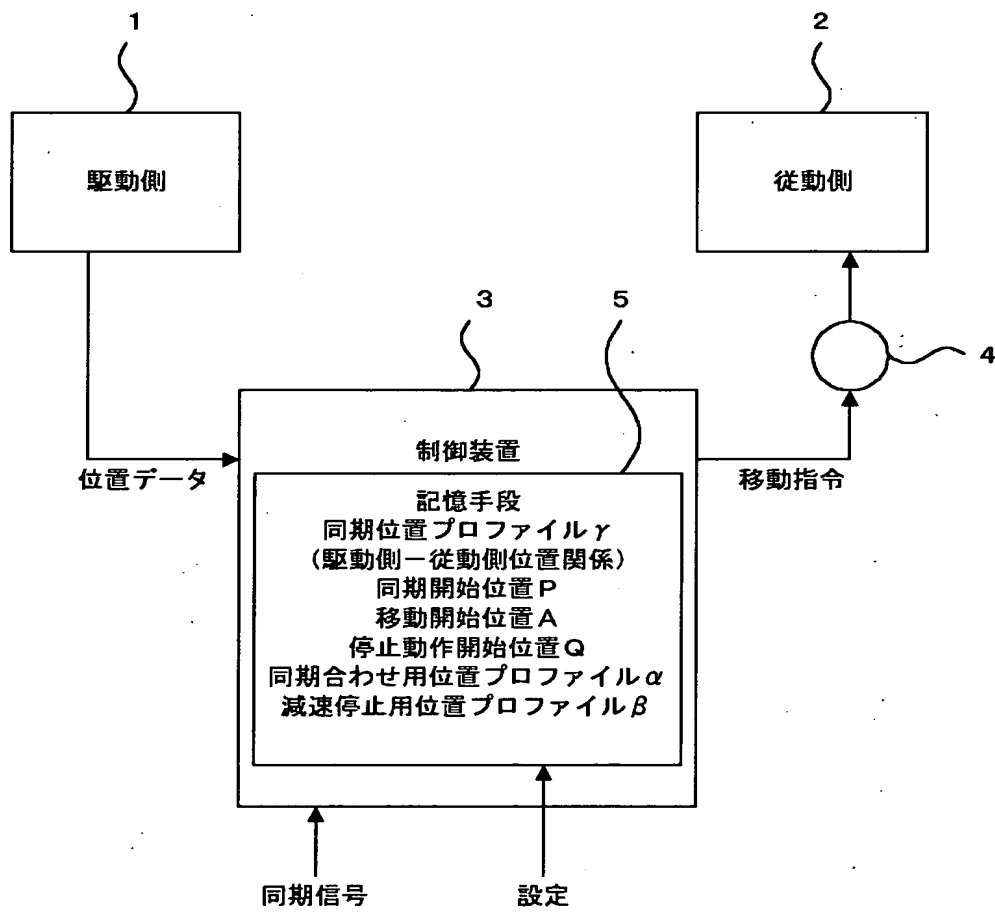 1
2
駆動側
従動側
3
5
4
制御装置
位置データ
移動指令
記憶手段
同期位置プロファイルγ
（駆動側－従動側位置関係）
同期開始位置P
移動開始位置A
停止動作開始位置Q
同期合わせ用位置プロファイルα
減速停止用位置プロファイルβ
同期信号
設定